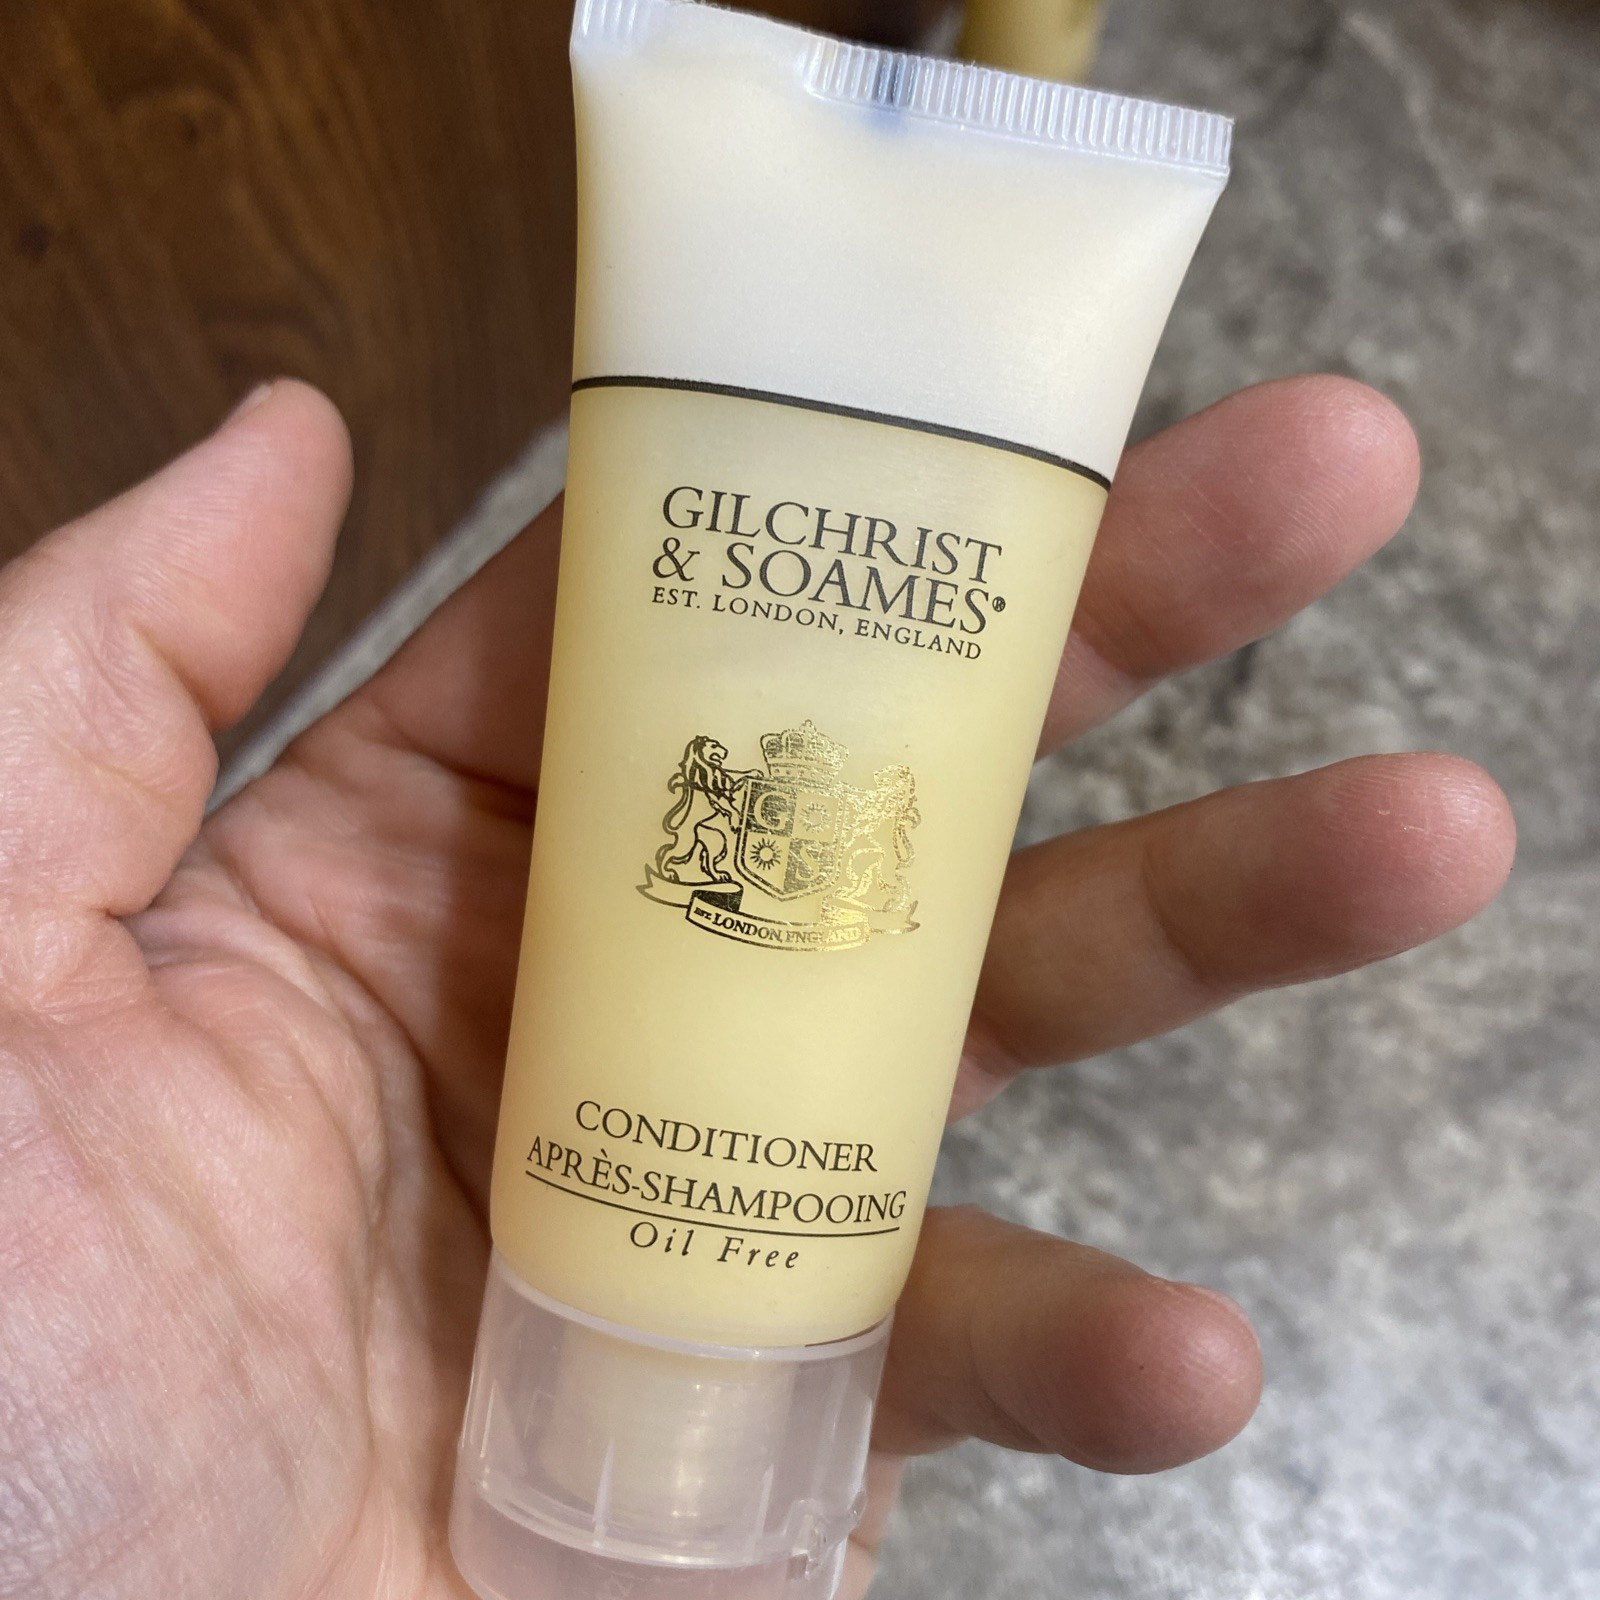 GILCHRIST
& SOAMES®
EST. LONDON, ENGLAND
G
S
EST. LONDON, ENGLAND
CONDITIONER
APRÈS-SHAMPOOING
Oil Free